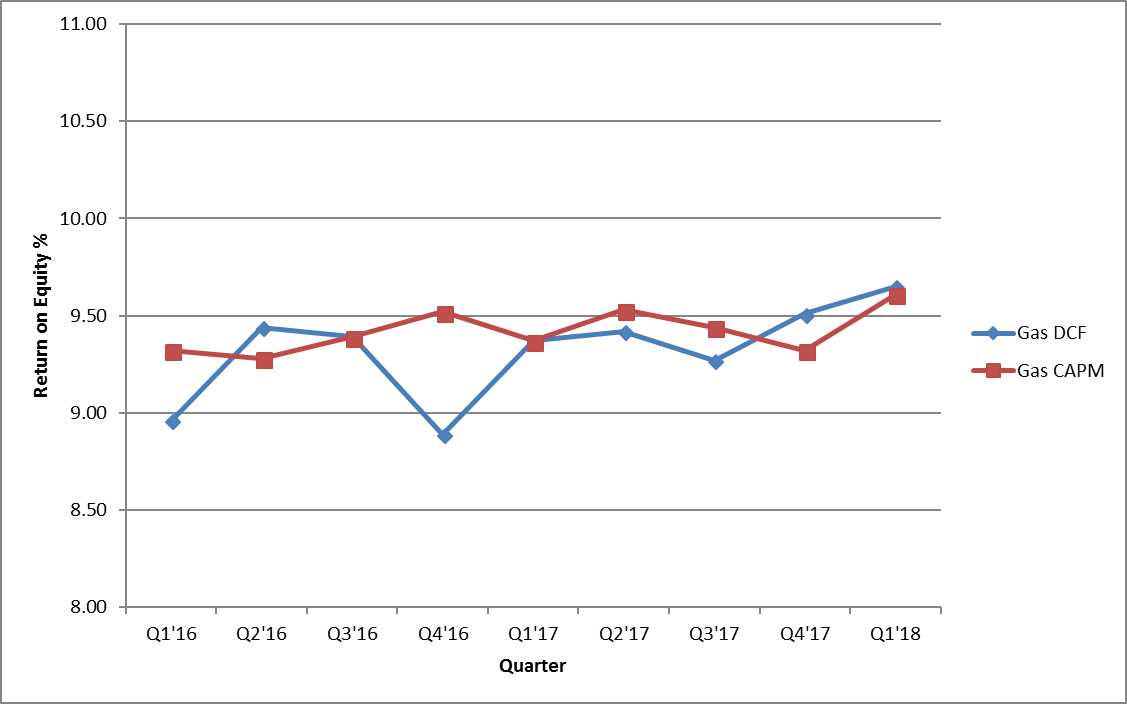 11.00
10.50
10.00
9.50
9.00
8.50
8.00
Return on Equity %
Q1'16 Q2'16 Q3'16 Q4'16 Q1'17 Q2'17 Q3'17 Q4'17 Q1'18
Quarter
Gas DCF
Gas CAPM